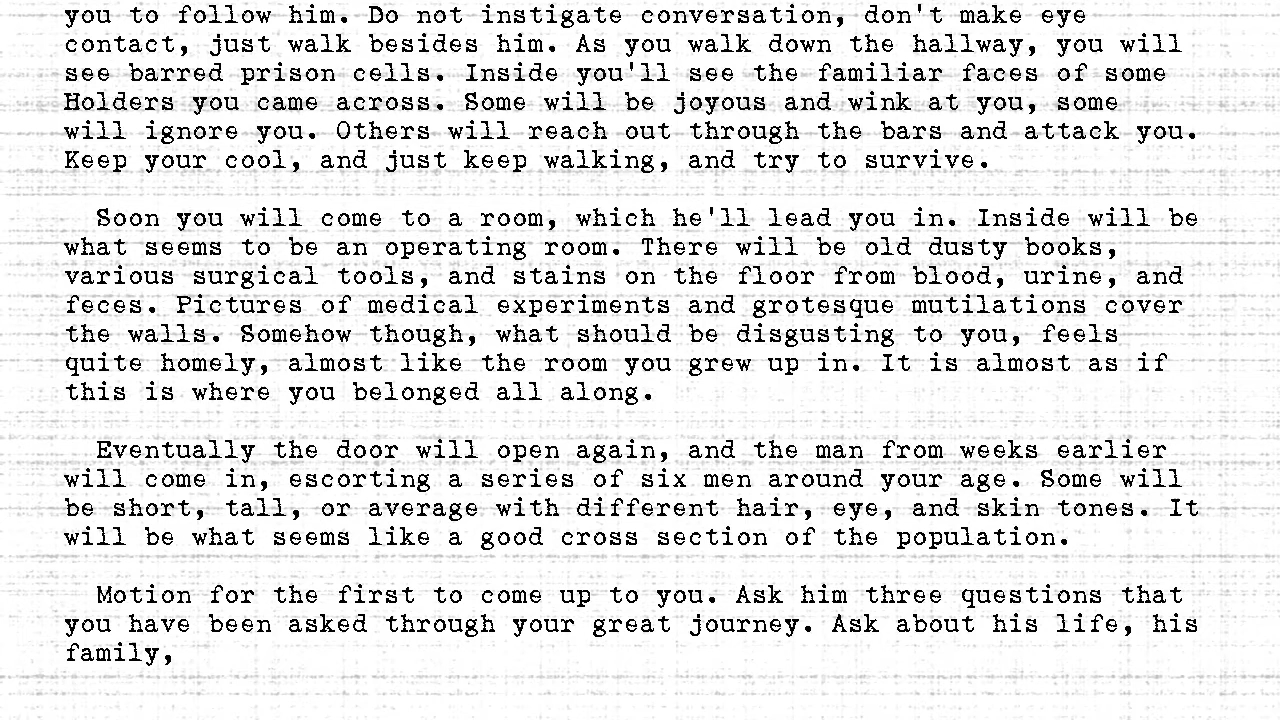 you to follow him. Do not instigate conversation, don't make eye
contact, just walk besides him. As you walk down the hallway, you will
see barred prison cells. Inside you'll see the familiar faces of some
Holders you came across. Some will be joyous and wink at you, some
will ignore you. Others will reach out through the bars and attack you.
Keep your cool, and just keep walking, and try to survive.
Soon you will come to a room, which he'll lead you in. Inside will be
what seems to be an operating room. There will be old dusty books,
various surgical tools, and stains on the floor from blood, urine, and
feces. Pictures of medical experiments and grotesque mutilations cover
the walls. Somehow though, what should be disgusting to you, feels
quite homely, almost like the room you grew up in. It is almost as if
this is where you belonged all along.
Eventually the door will open again, and the man from weeks earlier
will come in, escorting a series of six men around your age. Some will
be short, tall, or average with different hair, eye, and skin tones. It
will be what seems like a good cross section of the population.
Motion for the first to come up to you. Ask him three questions that
you have been asked through your great journey. Ask about his life, his
family,